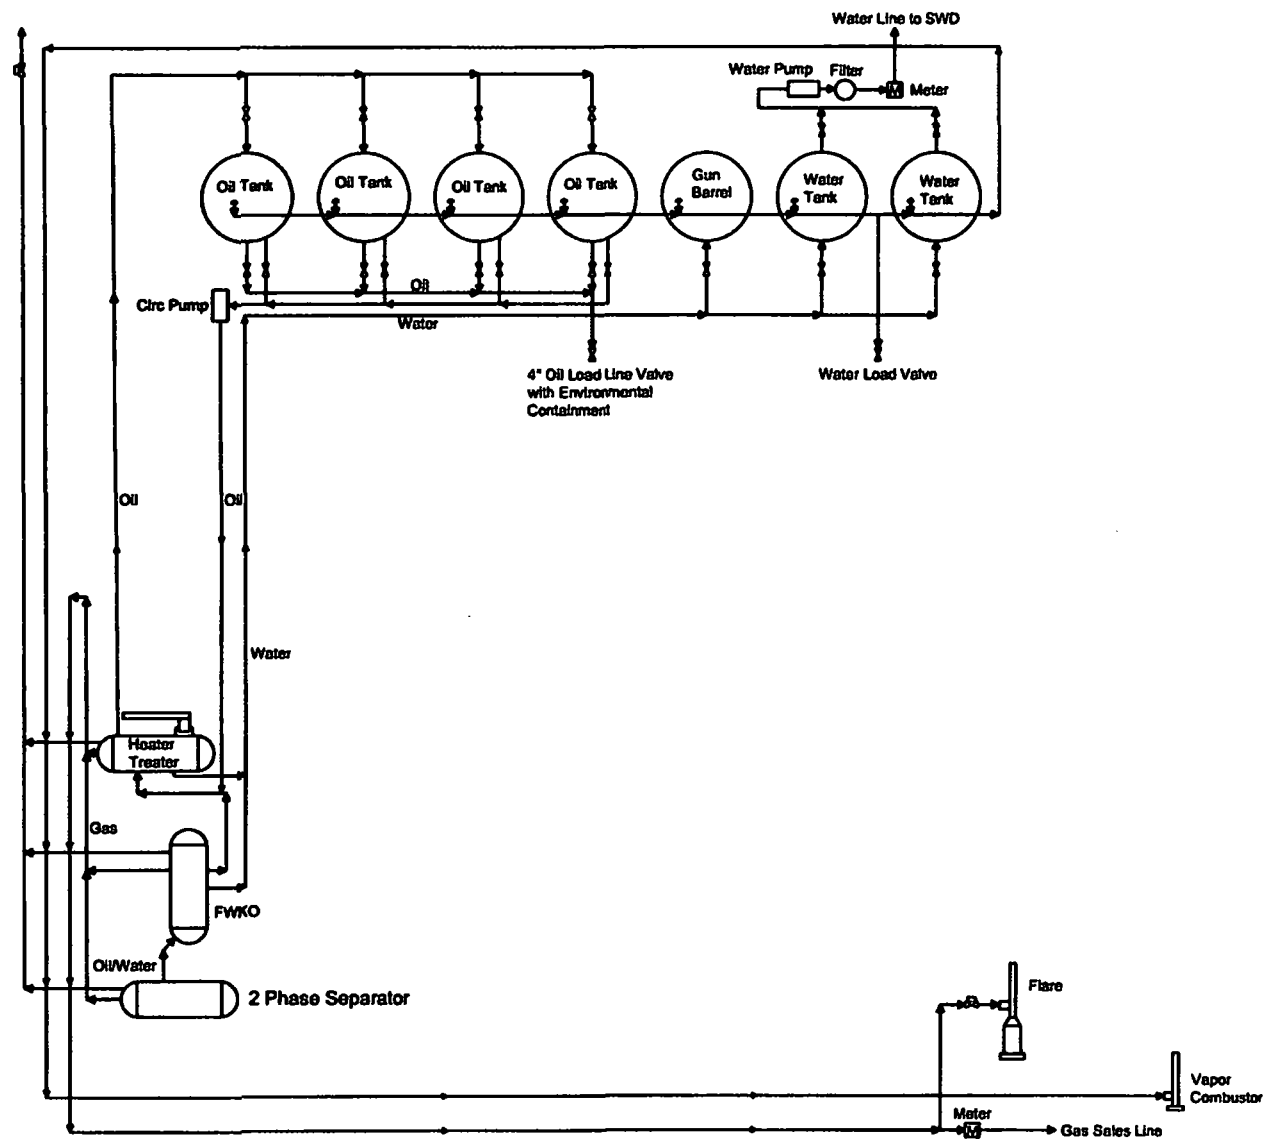 Water Line to SWD
Water Pump
Filter
Meter
Oil Tank
Oil Tank
Oil Tank
Oil Tank
Gun
Barrel
Water
Tank
Water
Tank
Oil
Circ Pump
Water
4" Oil Load Line Valve
with Environmental
Containment
Water Load Valve
Oil
Oil
Water
Heater
Treater
Gas
FWKO
Oil/Water
2 Phase Separator
Flare
Vapor
Combustor
Meter
M
Gas Sales Line